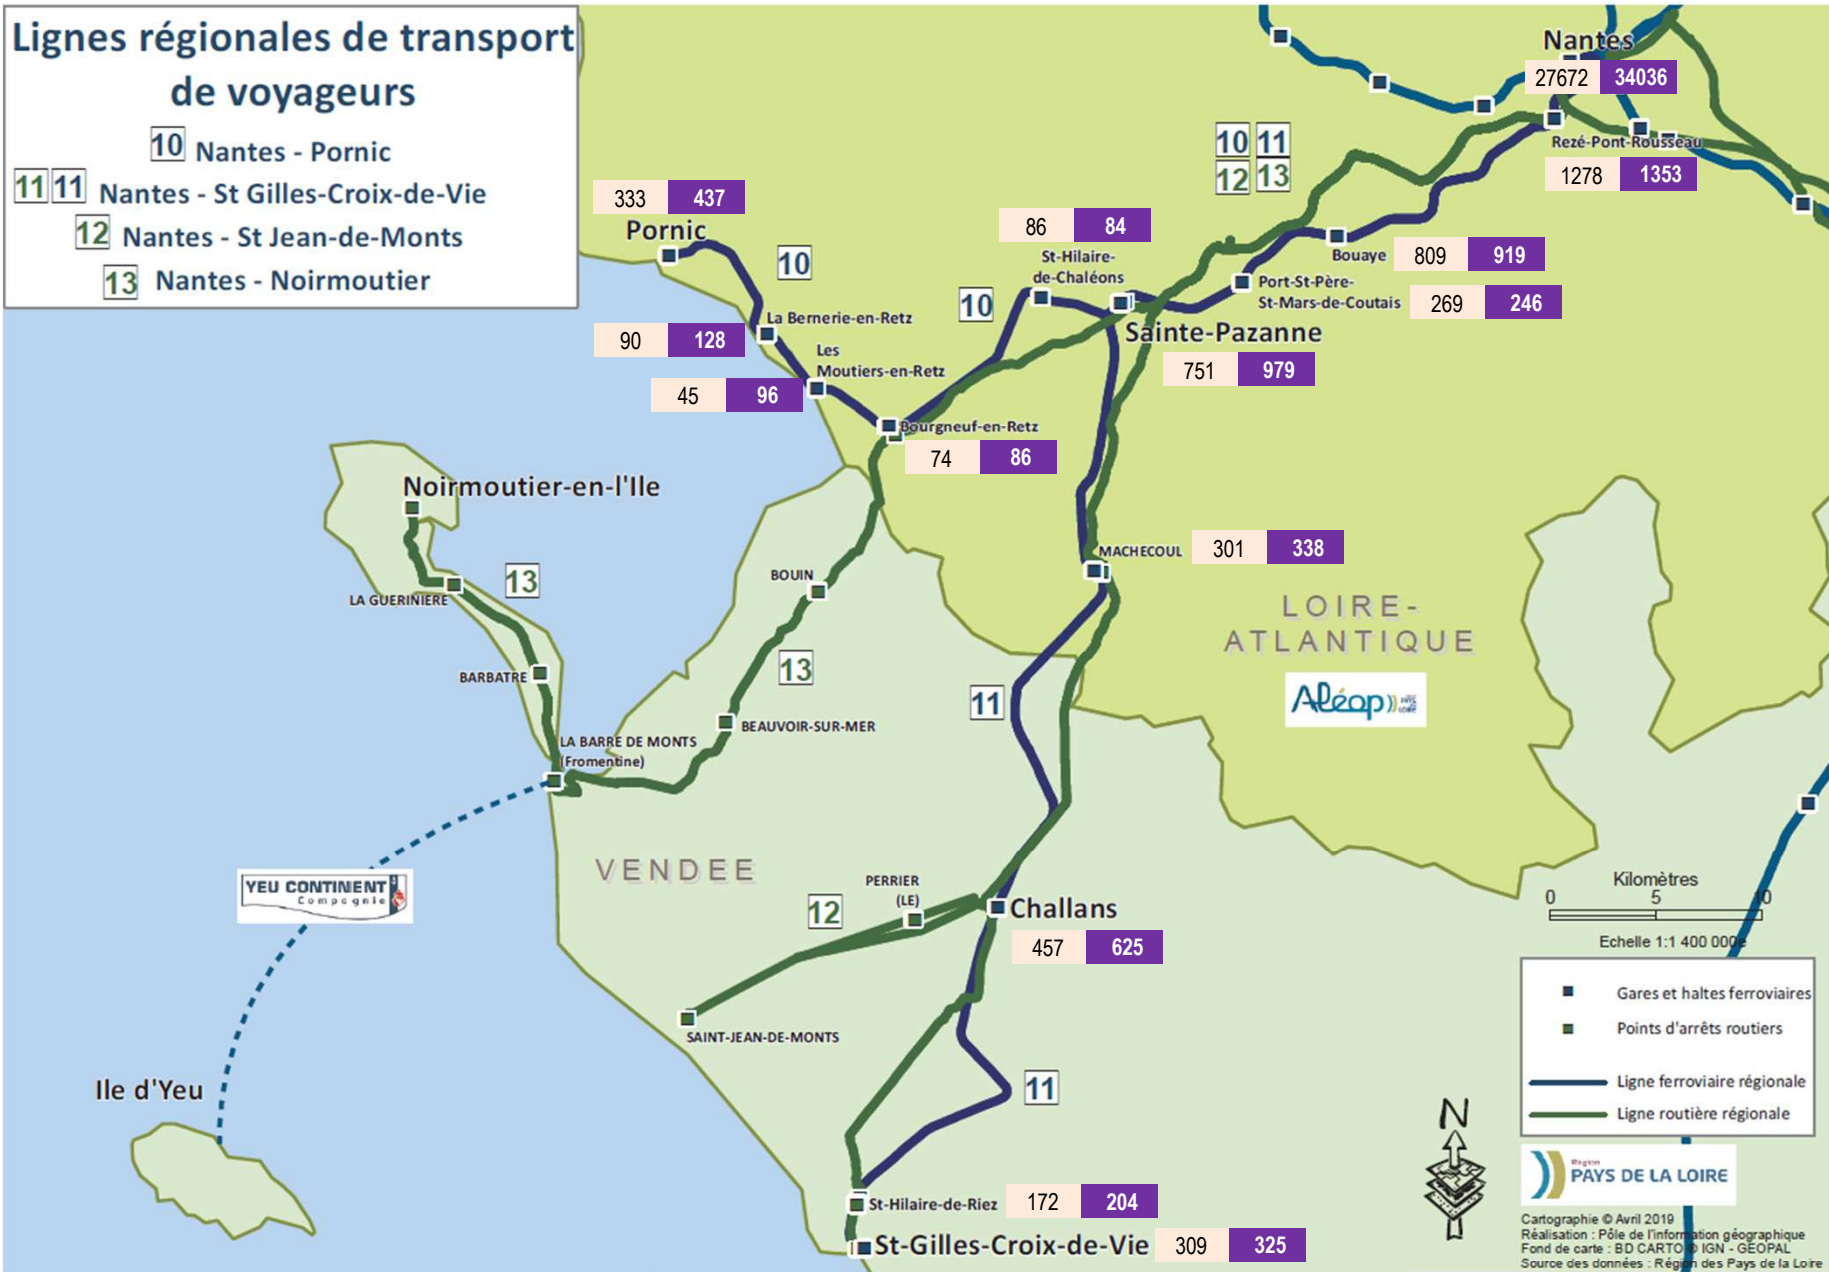 Lignes régionales de transport
de voyageurs
10 Nantes - Pornic
11 11 Nantes - St Gilles-Croix-de-Vie
12 Nantes - St Jean-de-Monts
13 Nantes - Noirmoutier
Nantes
27672 34036
Rezé-Pont-Rousseau
1278 1353
10 11
12 13
333 437
Pornic
10
86 84
St-Hilaire-
de-Chaléons
Bouaye 809 919
Port-St-Père-
St-Mars-de-Coutais 269 246
10
La Bernerie-en-Retz
90 128
Sainte-Pazanne
751 979
Les
Moutiers-en-Retz
45 96
Bourgneuf-en-Retz
74 86
Noirmoutier-en-l'Ile
MACHECOUL 301 338
13
LA GUERINIERE
BOUIN
LOIRE-
ATLANTIQUE
Aléop
BARBATRE
13
11
BEAUVOIR-SUR-MER
LA BARRE DE MONTS
(Fromentine)
VENDEE
YEU CONTINENT
Compagnie
PERRIER
(LE)
12
Challans
457 625
Kilomètres
0 5 10
Echelle 1:1 400 000e
SAINT-JEAN-DE-MONTS
Gares et haltes ferroviaires
Points d'arrêts routiers
Ligne ferroviaire régionale
Ligne routière régionale
Ile d'Yeu
11
N
Région
PAYS DE LA LOIRE
St-Hilaire-de-Riez 172 204
St-Gilles-Croix-de-Vie 309 325
Cartographie © Avril 2019
Réalisation : Pôle de l'information géographique
Fond de carte : BD CARTO ® IGN - GEOPAL
Source des données : Région des Pays de la Loire